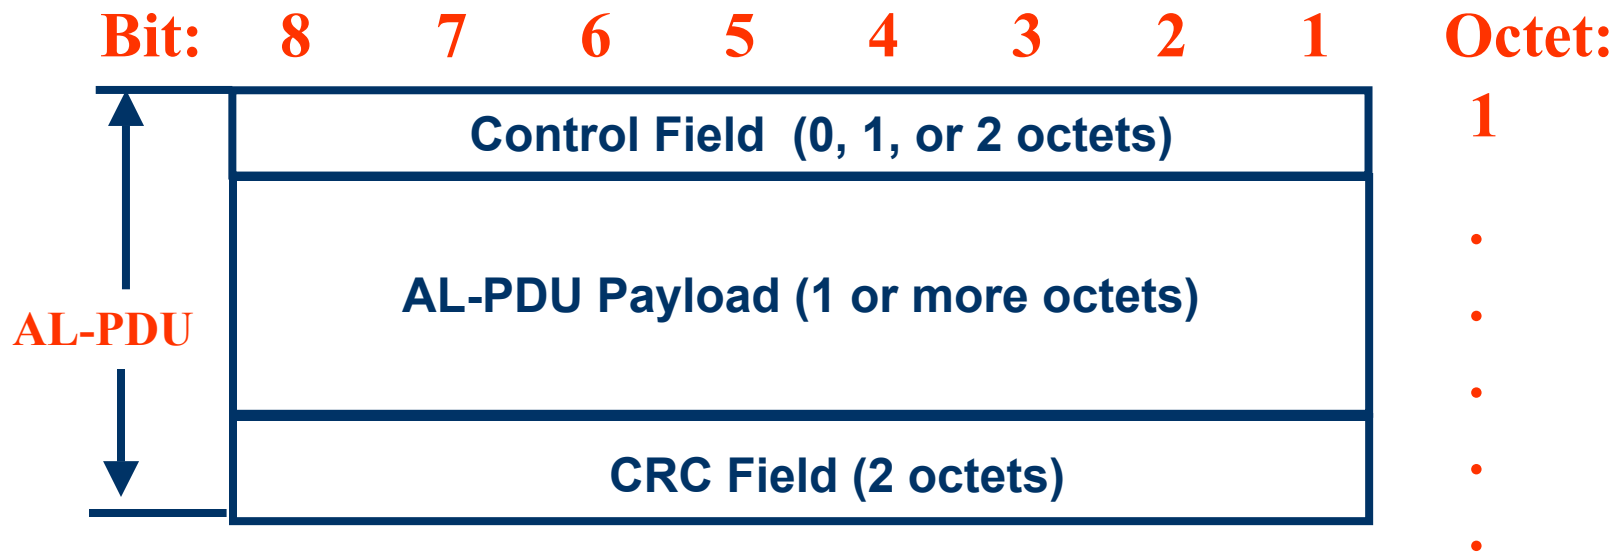 Bit: 8 7 6 5 4 3 2 1 Octet:
Control Field (0, 1, or 2 octets) 1
.
AL-PDU Payload (1 or more octets)
.
AL-PDU
.
CRC Field (2 octets) .
.